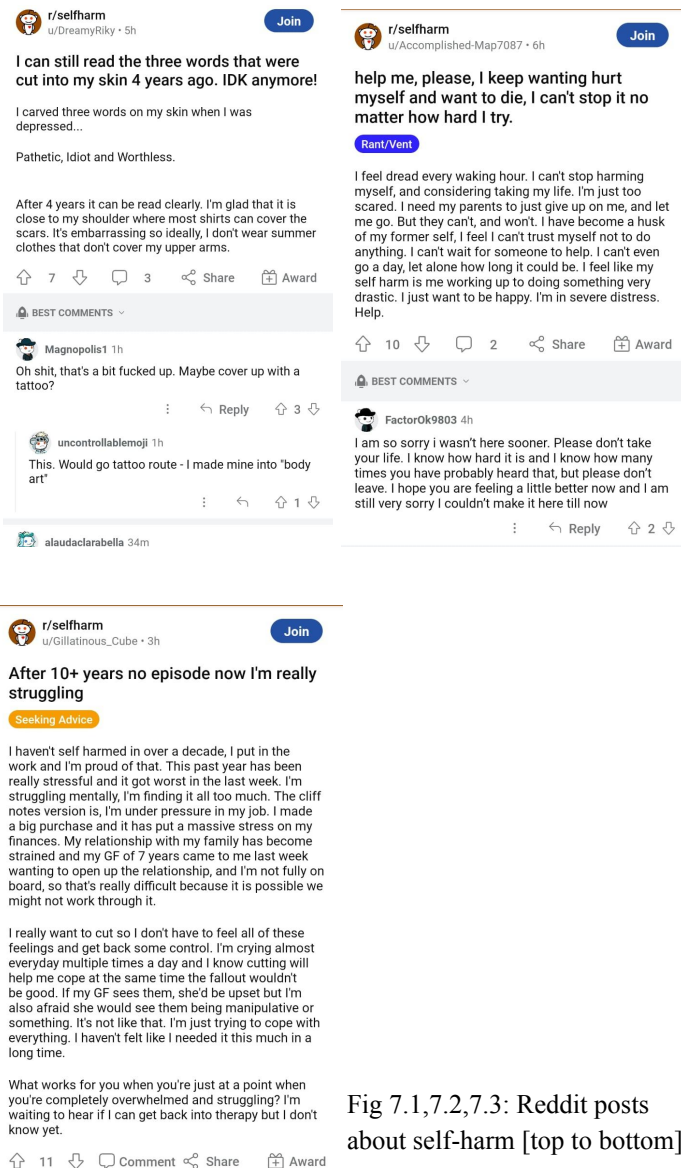 r/selfharm
u/DreamyRiky • 5h
Join
I can still read the three words that were
cut into my skin 4 years ago. IDK anymore!
I carved three words on my skin when I was
depressed...
Pathetic, Idiot and Worthless.
After 4 years it can be read clearly. I'm glad that it is
close to my shoulder where most shirts can cover the
scars. It's embarrassing so ideally, I don't wear summer
clothes that don't cover my upper arms.
7 3 Share Award
BEST COMMENTS
Magnopolis1 1h
Oh shit, that's a bit fucked up. Maybe cover up with a
tattoo?
Reply 3
uncontrollablemoji 1h
This. Would go tattoo route - I made mine into "body
art"
1
alaudaclarabella 34m
r/selfharm
u/Accomplished-Map7087 • 6h
Join
help me, please, I keep wanting hurt
myself and want to die, I can't stop it no
matter how hard I try.
Rant/Vent
I feel dread every waking hour. I can't stop harming
myself, and considering taking my life. I'm just too
scared. I need my parents to just give up on me, and let
me go. But they can't, and won't. I have become a husk
of my former self, I feel I can't trust myself not to do
anything. I can't wait for someone to help. I can't even
go a day, let alone how long it could be. I feel like my
self harm is me working up to doing something very
drastic. I just want to be happy. I'm in severe distress.
Help.
10 2 Share Award
BEST COMMENTS
FactorOk9803 4h
I am so sorry i wasn't here sooner. Please don't take
your life. I know how hard it is and I know how many
times you have probably heard that, but please don't
leave. I hope you are feeling a little better now and I am
still very sorry I couldn't make it here till now
Reply 2
r/selfharm
u/Gillatinous_Cube • 3h
Join
After 10+ years no episode now I'm really
struggling
Seeking Advice
I haven't self harmed in over a decade, I put in the
work and I'm proud of that. This past year has been
really stressful and it got worst in the last week. I'm
struggling mentally, I'm finding it all too much. The cliff
notes version is, I'm under pressure in my job. I made
a big purchase and it has put a massive stress on my
finances. My relationship with my family has become
strained and my GF of 7 years came to me last week
wanting to open up the relationship, and I'm not fully on
board, so that's really difficult because it is possible we
might not work through it.
I really want to cut so I don't have to feel all of these
feelings and get back some control. I'm crying almost
everyday multiple times a day and I know cutting will
help me cope at the same time the fallout wouldn't
be good. If my GF sees them, she'd be upset but I'm
also afraid she would see them being manipulative or
something. It's not like that. I'm just trying to cope with
everything. I haven't felt like I needed it this much in a
long time.
What works for you when you're just at a point when
you're completely overwhelmed and struggling? I'm
waiting to hear if I can get back into therapy but I don't
know yet.
11 Comment Share Award
Fig 7.1,7.2,7.3: Reddit posts
about self-harm [top to bottom]